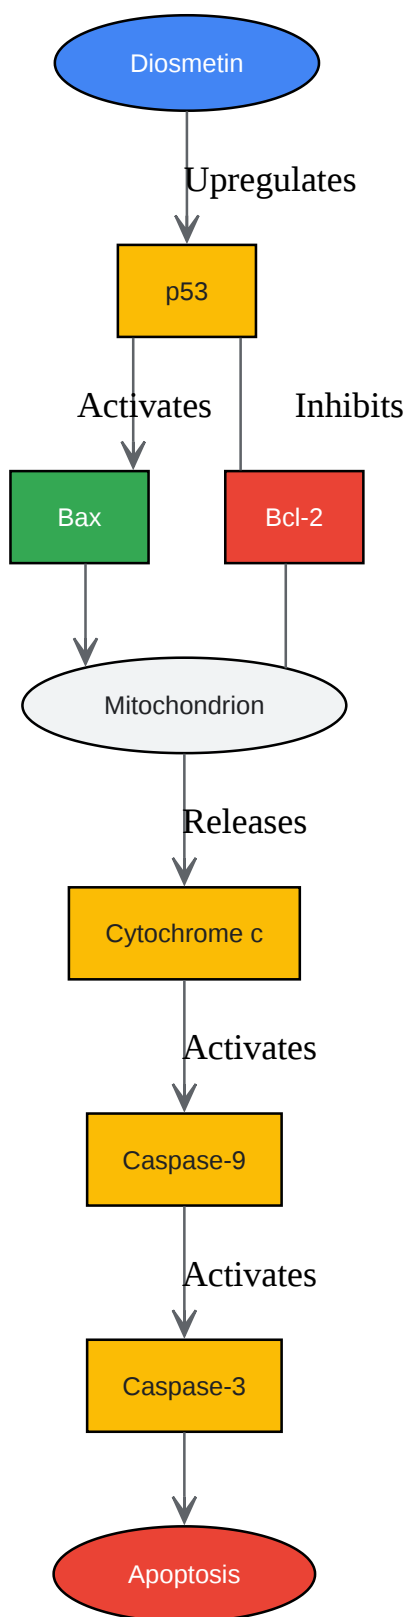 Diosmetin
Upregulates
p53
Activates
Inhibits
Bax
Bcl-2
Mitochondrion
Releases
Cytochrome c
Activates
Caspase-9
Activates
Caspase-3
Apoptosis